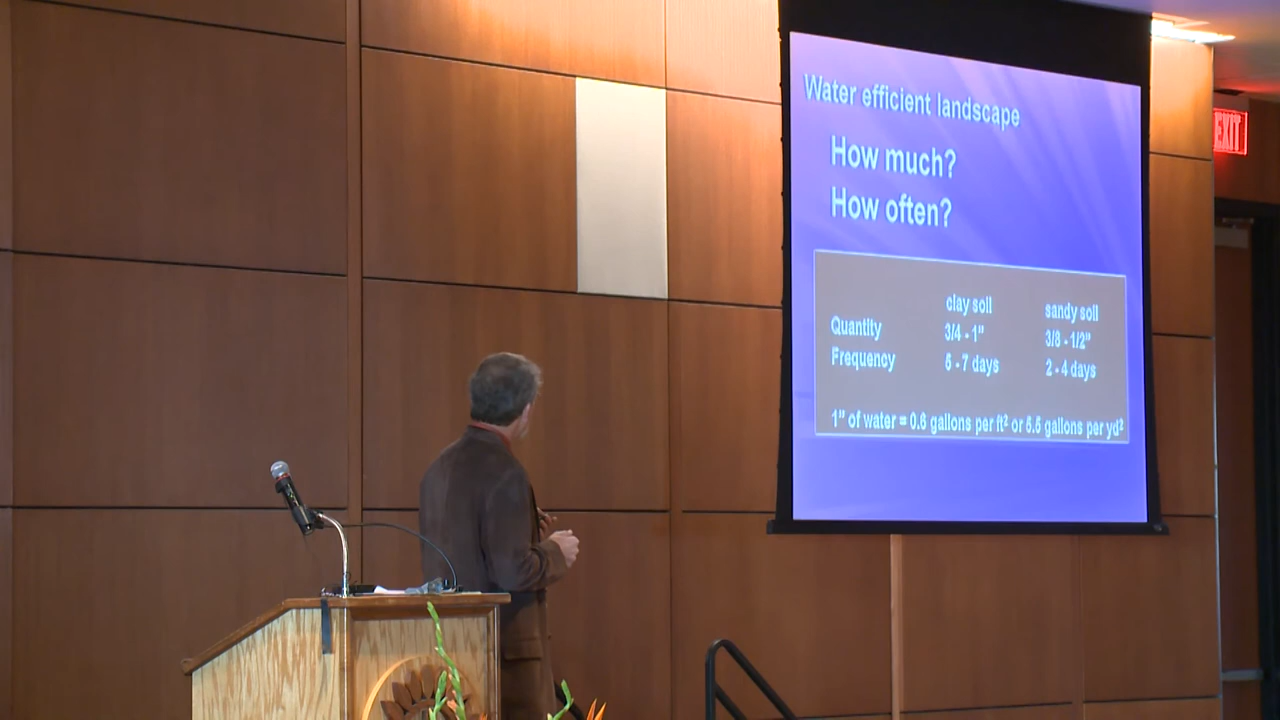 Water efficient landscape
How much?
How often?
clay soil sandy soil
Quantity 3/4 - 1" 3/8 - 1/2"
Frequency 5 - 7 days 2 - 4 days
1" of water = 0.6 gallons per ft² or 5.5 gallons per yd²
EXIT